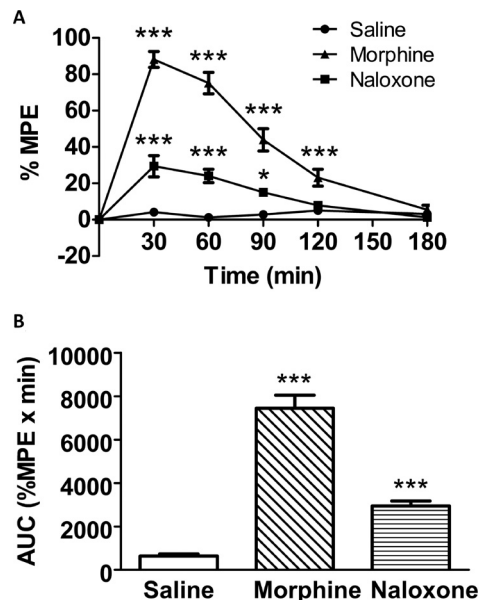 A
Saline
Morphine
Naloxone
100
80
60
40
20
0
-20
% MPE
***
***
***
***
***
***
*
30 60 90 120 150 180
Time (min)
B
10000
8000
6000
4000
2000
0
AUC (%MPE x min)
***
***
Saline Morphine Naloxone